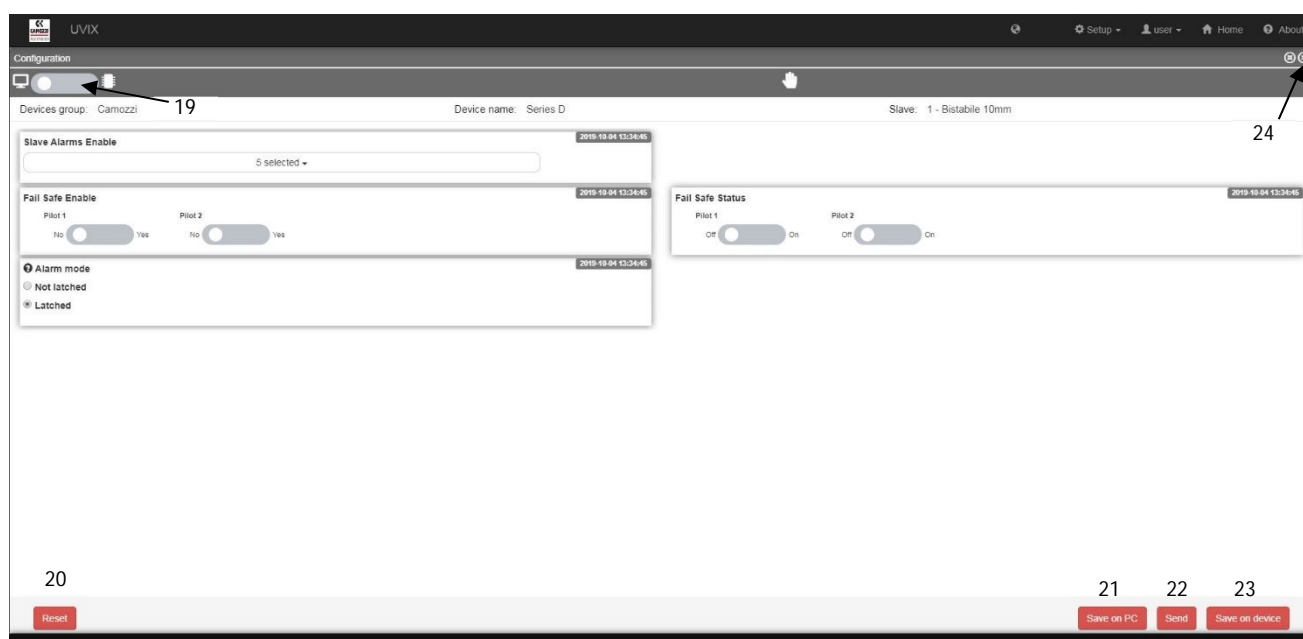 CAMOZZI UVIX Setup user Home About
Configuration
19
24
Devices group: Camozzi Device name: Series D Slave: 1 - Bistabile 10mm
Slave Alarms Enable 2019-10-04 13:34:45
5 selected
Fail Safe Enable 2019-10-04 13:34:45 Fail Safe Status 2019-10-04 13:34:45
Pilot 1 Pilot 2 Pilot 1 Pilot 2
No Yes No Yes Off On Off On
Alarm mode 2019-10-04 13:34:45
Not latched
Latched
20 21 22 23
Reset Save on PC Send Save on device